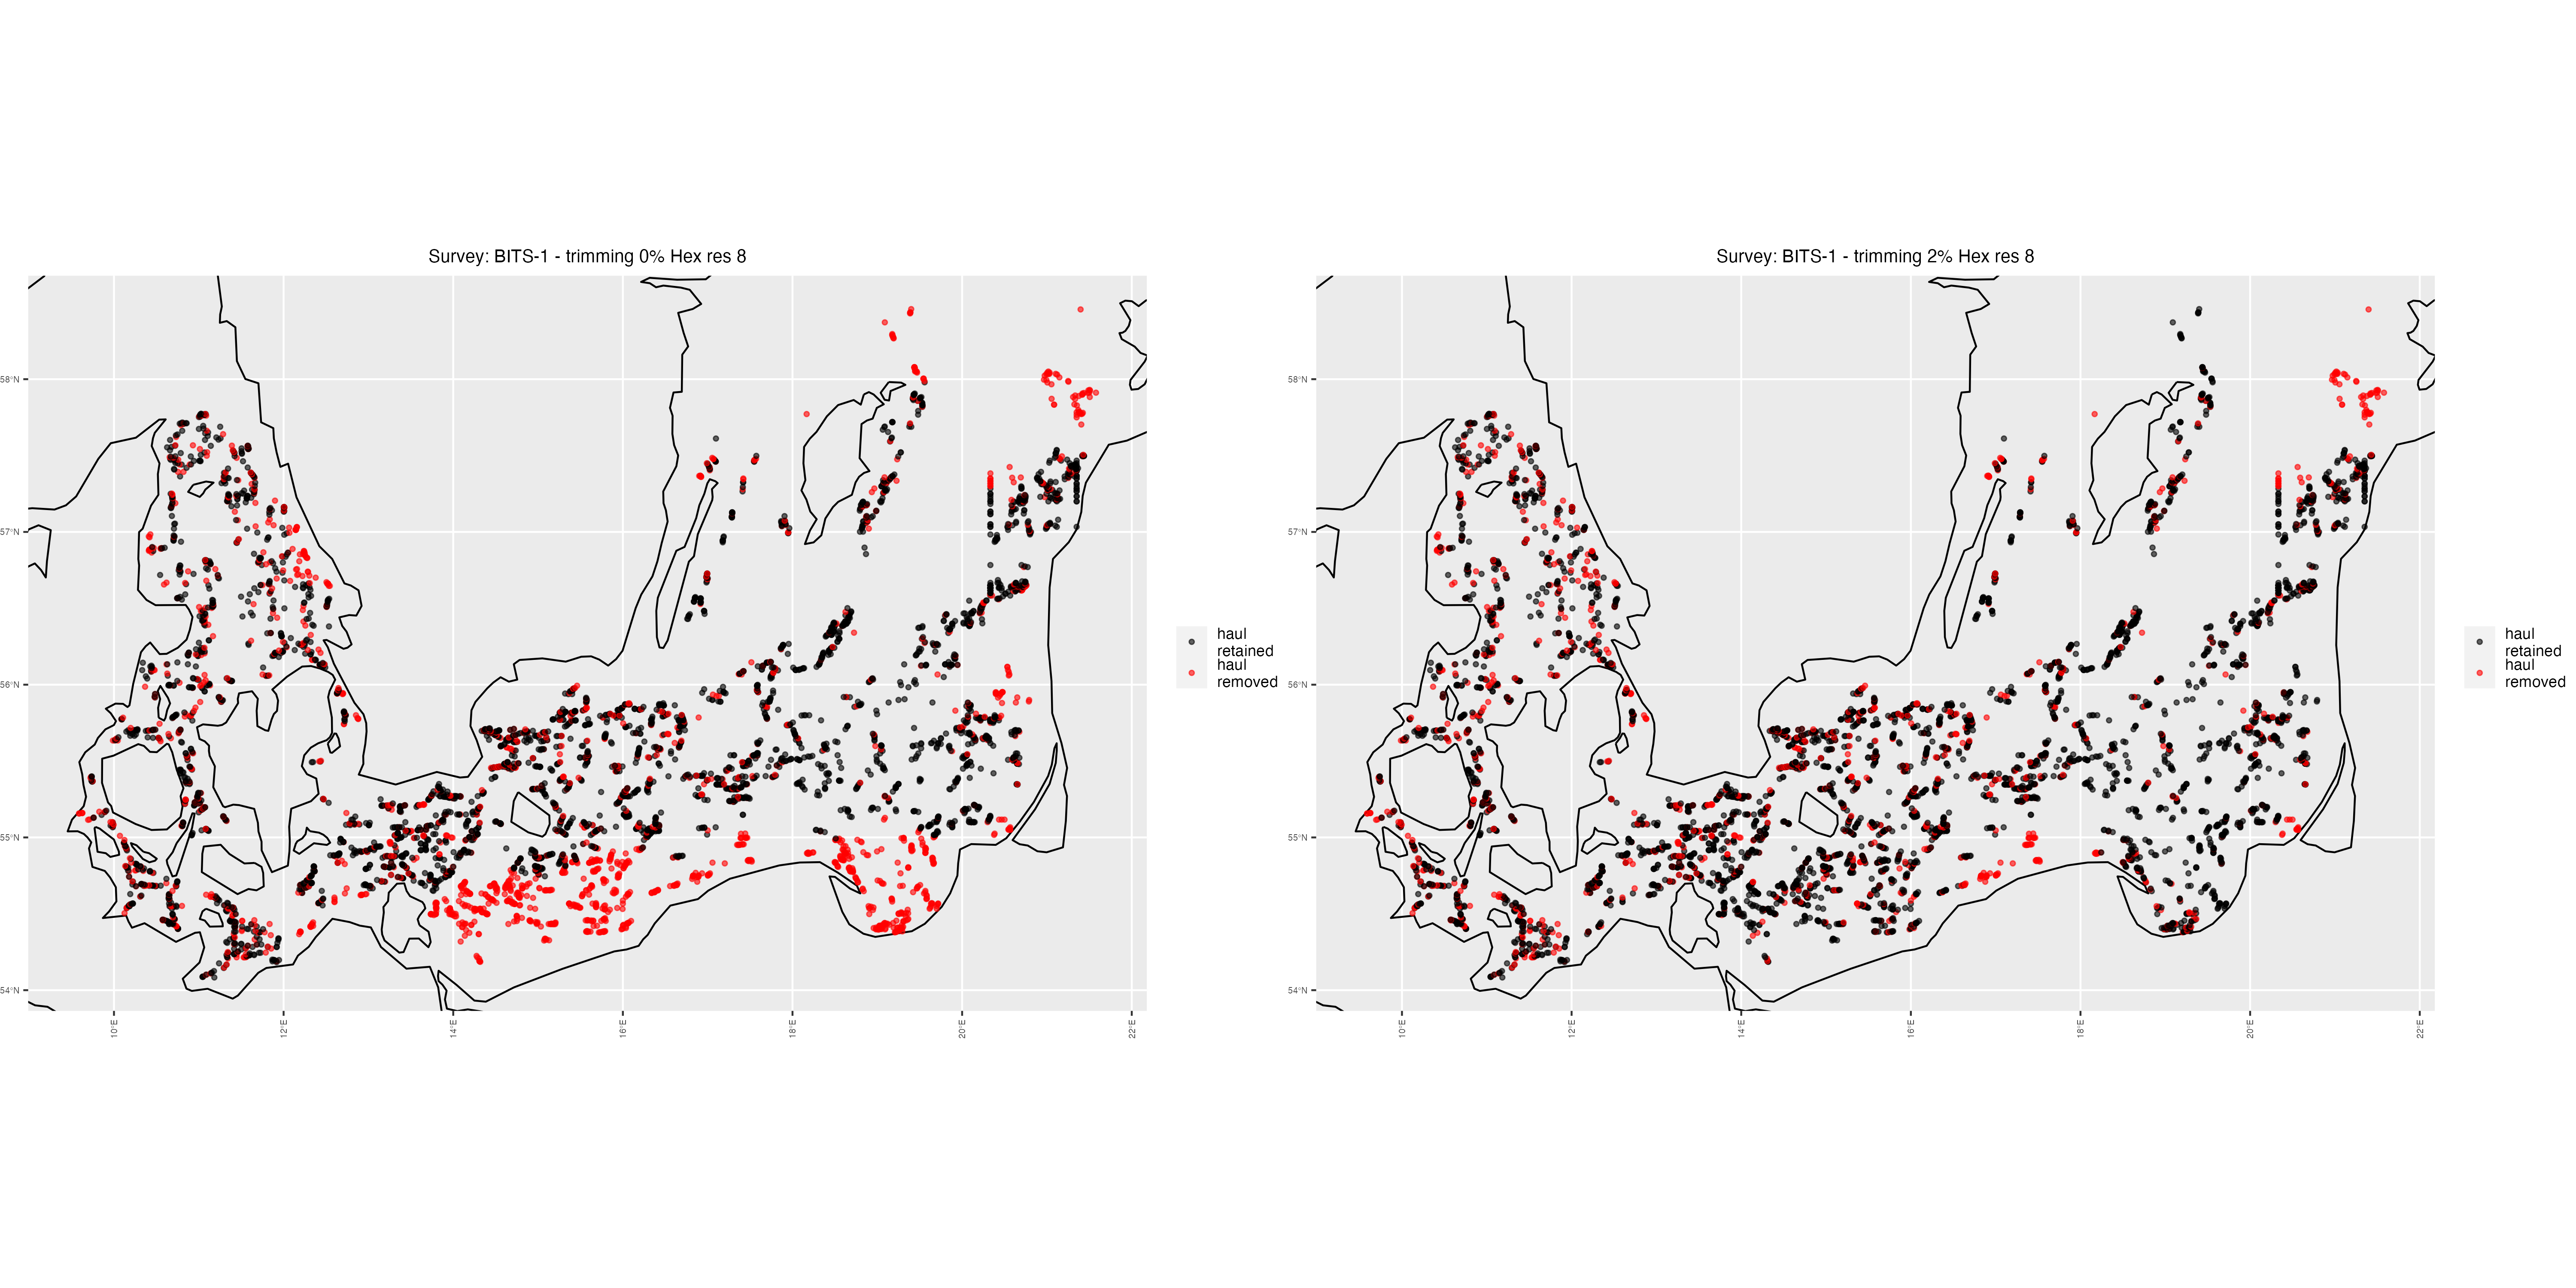 Survey: BITS-1 - trimming 0% Hex res 8
58°N
57°N
56°N
55°N
54°N
10°E
12°E
14°E
16°E
18°E
20°E
22°E
haul
retained
haul
removed
Survey: BITS-1 - trimming 2% Hex res 8
58°N
57°N
56°N
55°N
54°N
10°E
12°E
14°E
16°E
18°E
20°E
22°E
haul
retained
haul
removed